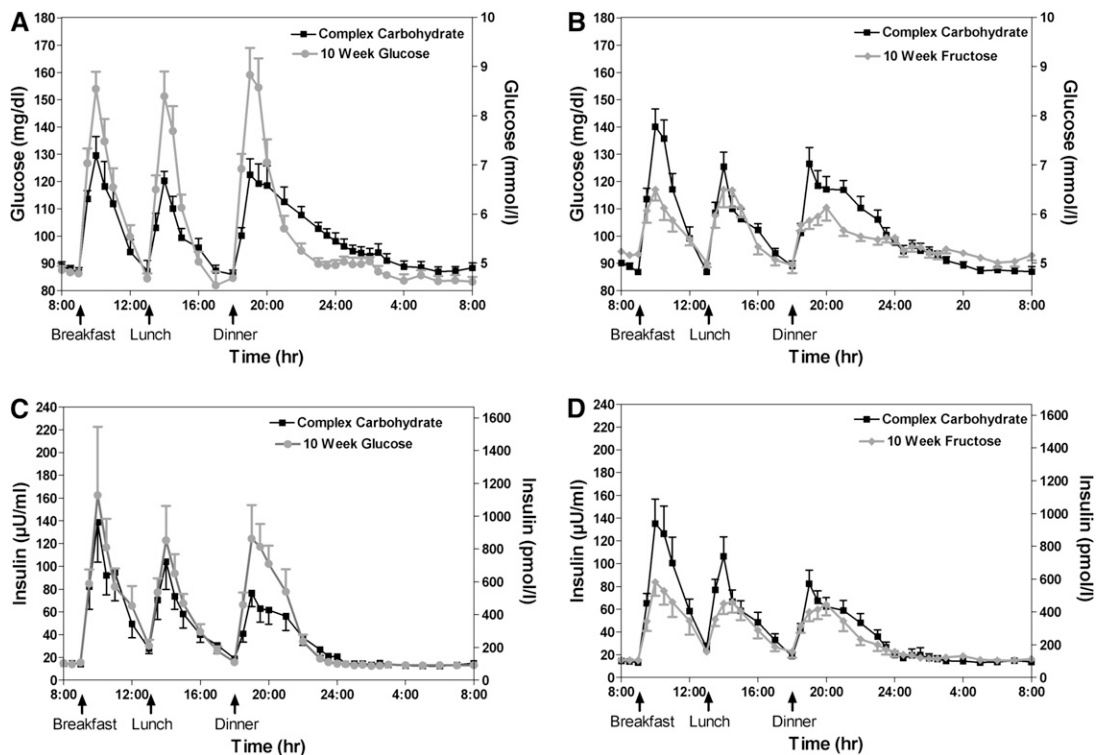 A
180
170
160
150
140
130
120
110
100
90
80
Glucose (mg/dl)
Complex Carbohydrate
10 Week Glucose
10
9
8
7
6
5
Glucose (mmol/l)
8:00 12:00 16:00 20:00 24:00 4:00 8:00
Breakfast Lunch Dinner
Time (hr)
B
180
170
160
150
140
130
120
110
100
90
80
Glucose (mg/dl)
Complex Carbohydrate
10 Week Fructose
10
9
8
7
6
5
Glucose (mmol/l)
8:00 12:00 16:00 20:00 24:00 20 8:00
Breakfast Lunch Dinner
Time (hr)
C
240
220
200
180
160
140
120
100
80
60
40
20
0
Insulin (µU/ml)
Complex Carbohydrate
10 Week Glucose
1600
1400
1200
1000
800
600
400
200
0
Insulin (pmol/l)
8:00 12:00 16:00 20:00 24:00 4:00 8:00
Breakfast Lunch Dinner
Time (hr)
D
240
220
200
180
160
140
120
100
80
60
40
20
0
Insulin (µU/ml)
Complex Carbohydrate
10 Week Fructose
1600
1400
1200
1000
800
600
400
200
0
Insulin (pmol/l)
8:00 12:00 16:00 20:00 24:00 4:00 8:00
Breakfast Lunch Dinner
Time (hr)